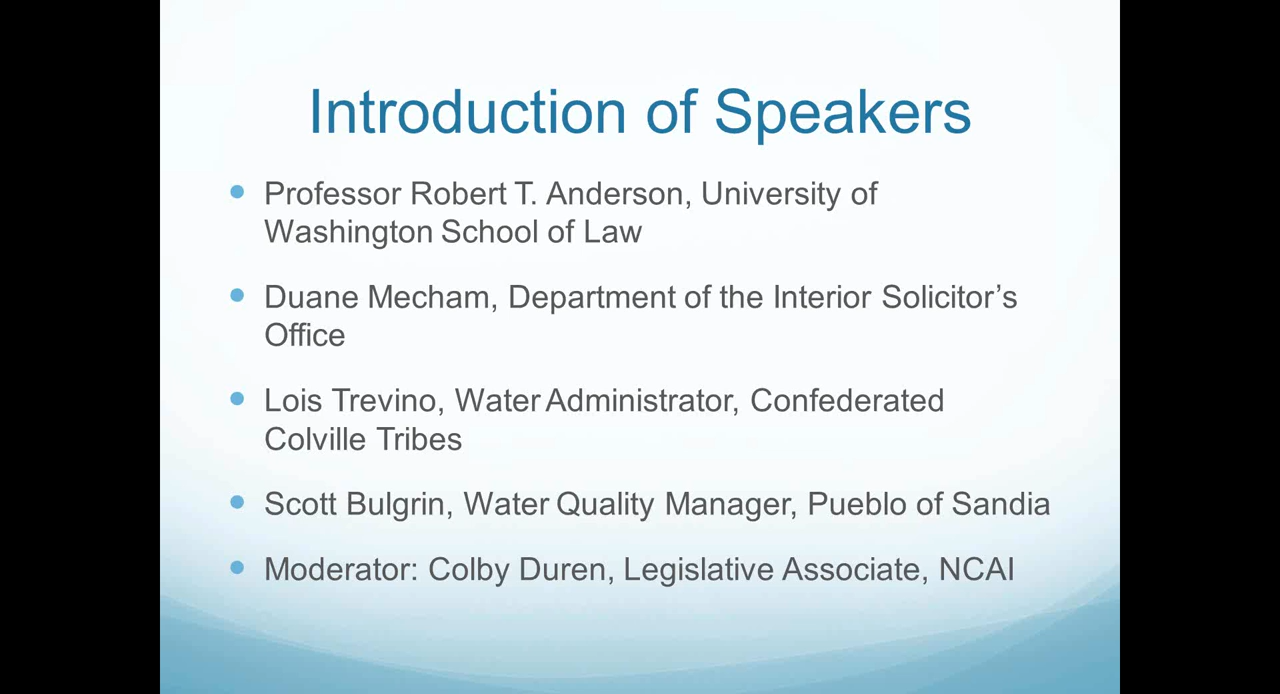 Introduction of Speakers
Professor Robert T. Anderson, University of
Washington School of Law
Duane Mecham, Department of the Interior Solicitor’s
Office
Lois Trevino, Water Administrator, Confederated
Colville Tribes
Scott Bulgrin, Water Quality Manager, Pueblo of Sandia
Moderator: Colby Duren, Legislative Associate, NCAI